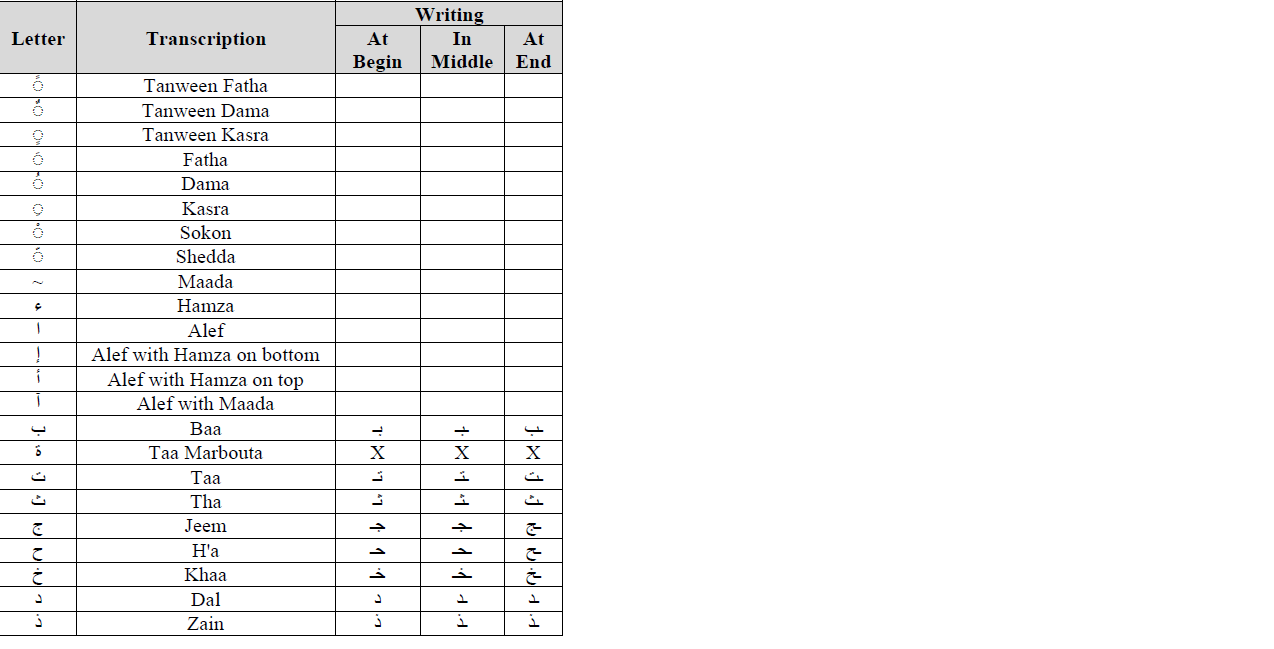 Letter Transcription Writing
At Begin In Middle At End
ً Tanween Fatha
ٌ Tanween Dama
ٍ Tanween Kasra
َ Fatha
ُ Dama
ِ Kasra
ْ Sokon
ّ Shedda
~ Maada
ء Hamza
ا Alef
إ Alef with Hamza on bottom
أ Alef with Hamza on top
آ Alef with Maada
ب Baa بـ ـبـ ـب
ة Taa Marbouta X X X
ت Taa تـ ـتـ ـت
ث Tha ثـ ـثـ ـث
ج Jeem جـ ـجـ ـج
ح H'a حـ ـحـ ـح
خ Khaa خـ ـخـ ـخ
د Dal د ـد ـد
ذ Zain ذ ـذ ـذ